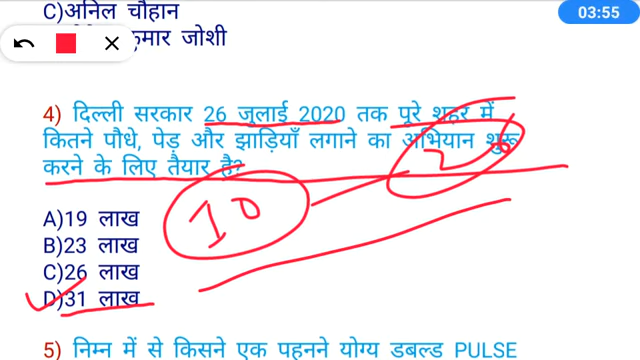 C)अनिल चौहान
03:55
कुमार जोशी
4) दिल्ली सरकार 26 जुलाई 2020 तक पूरे शहर में
कितने पौधे, पेड़ और झाड़ियाँ लगाने का अभियान शुरू
करने के लिए तैयार है?
26
10
A)19 लाख
B)23 लाख
C)26 लाख
D)31 लाख
5) निम्न में से किसने एक पहनने योग्य डबल्ड PULSE